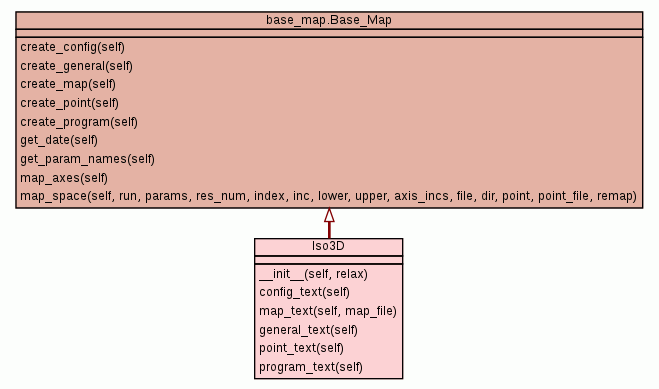 base_map.Base_Map
create_config(self)
create_general(self)
create_map(self)
create_point(self)
create_program(self)
get_date(self)
get_param_names(self)
map_axes(self)
map_space(self, run, params, res_num, index, inc, lower, upper, axis_incs, file, dir, point, point_file, remap)
Iso3D
__init__(self, relax)
config_text(self)
map_text(self, map_file)
general_text(self)
point_text(self)
program_text(self)